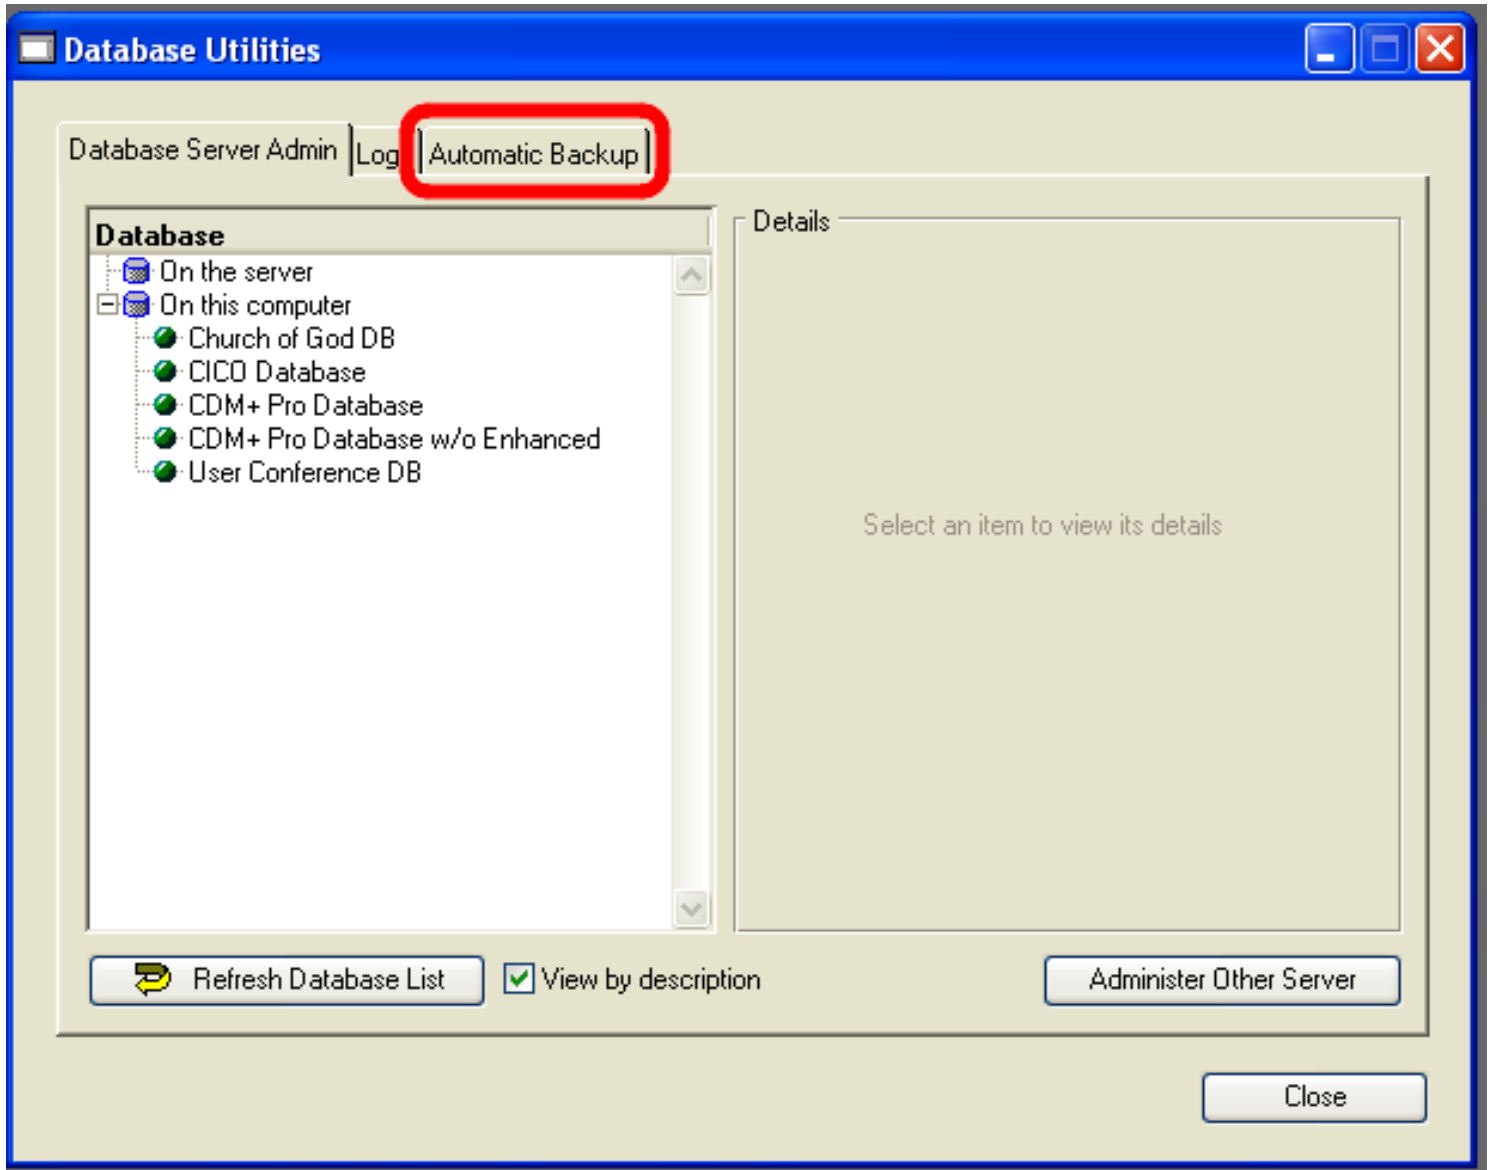 Database Utilities
Database Server Admin
Log
Automatic Backup
Database
On the server
On this computer
Church of God DB
CICO Database
CDM+ Pro Database
CDM+ Pro Database w/o Enhanced
User Conference DB
Details
Select an item to view its details
Refresh Database List
View by description
Administer Other Server
Close